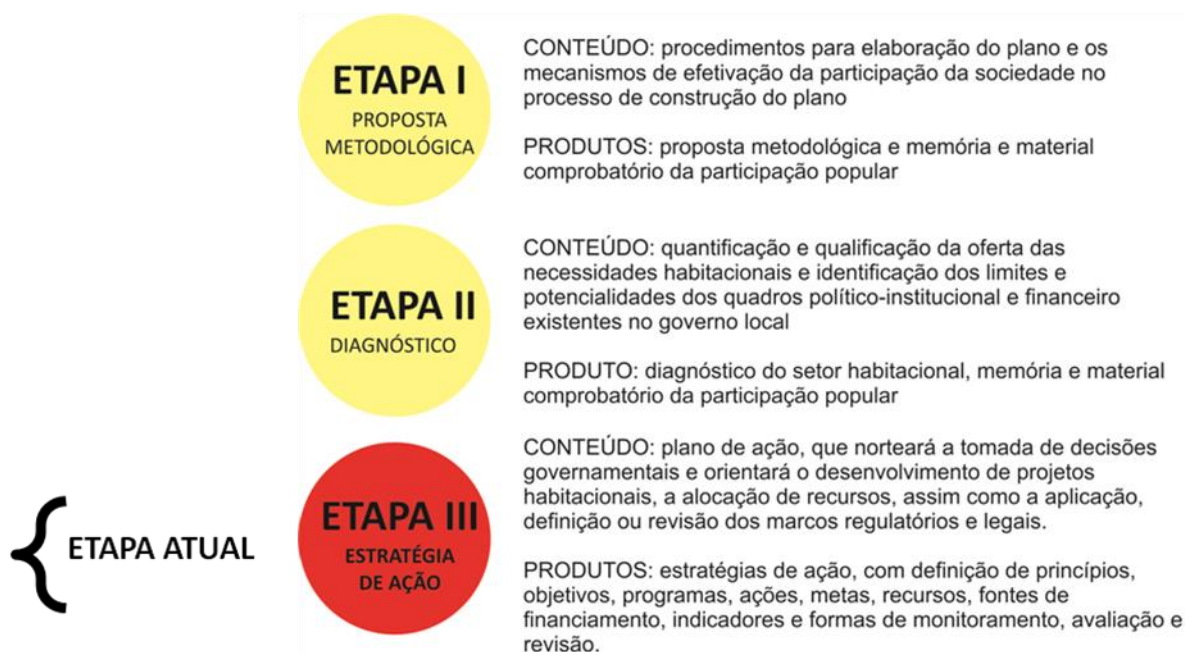 ETAPA I
PROPOSTA
METODOLÓGICA
CONTEÚDO: procedimentos para elaboração do plano e os
mecanismos de efetivação da participação da sociedade no
processo de construção do plano
PRODUTOS: proposta metodológica e memória e material
comprobatório da participação popular
ETAPA II
DIAGNÓSTICO
CONTEÚDO: quantificação e qualificação da oferta das
necessidades habitacionais e identificação dos limites e
potencialidades dos quadros político-institucional e financeiro
existentes no governo local
PRODUTO: diagnóstico do setor habitacional, memória e material
comprobatório da participação popular
ETAPA ATUAL
ETAPA III
ESTRATÉGIA
DE AÇÃO
CONTEÚDO: plano de ação, que norteará a tomada de decisões
governamentais e orientará o desenvolvimento de projetos
habitacionais, a alocação de recursos, assim como a aplicação,
definição ou revisão dos marcos regulatórios e legais.
PRODUTOS: estratégias de ação, com definição de princípios,
objetivos, programas, ações, metas, recursos, fontes de
financiamento, indicadores e formas de monitoramento, avaliação e
revisão.